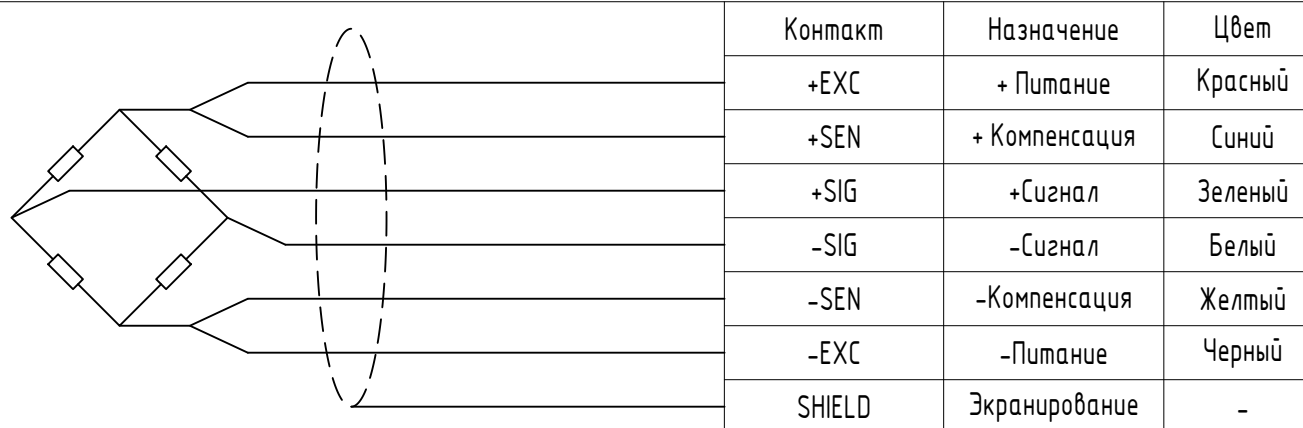 Контакт Назначение Цвет
+EXC + Питание Красный
+SEN + Компенсация Синий
+SIG +Сигнал Зеленый
-SIG -Сигнал Белый
-SEN -Компенсация Желтый
-EXC -Питание Черный
SHIELD Экранирование -